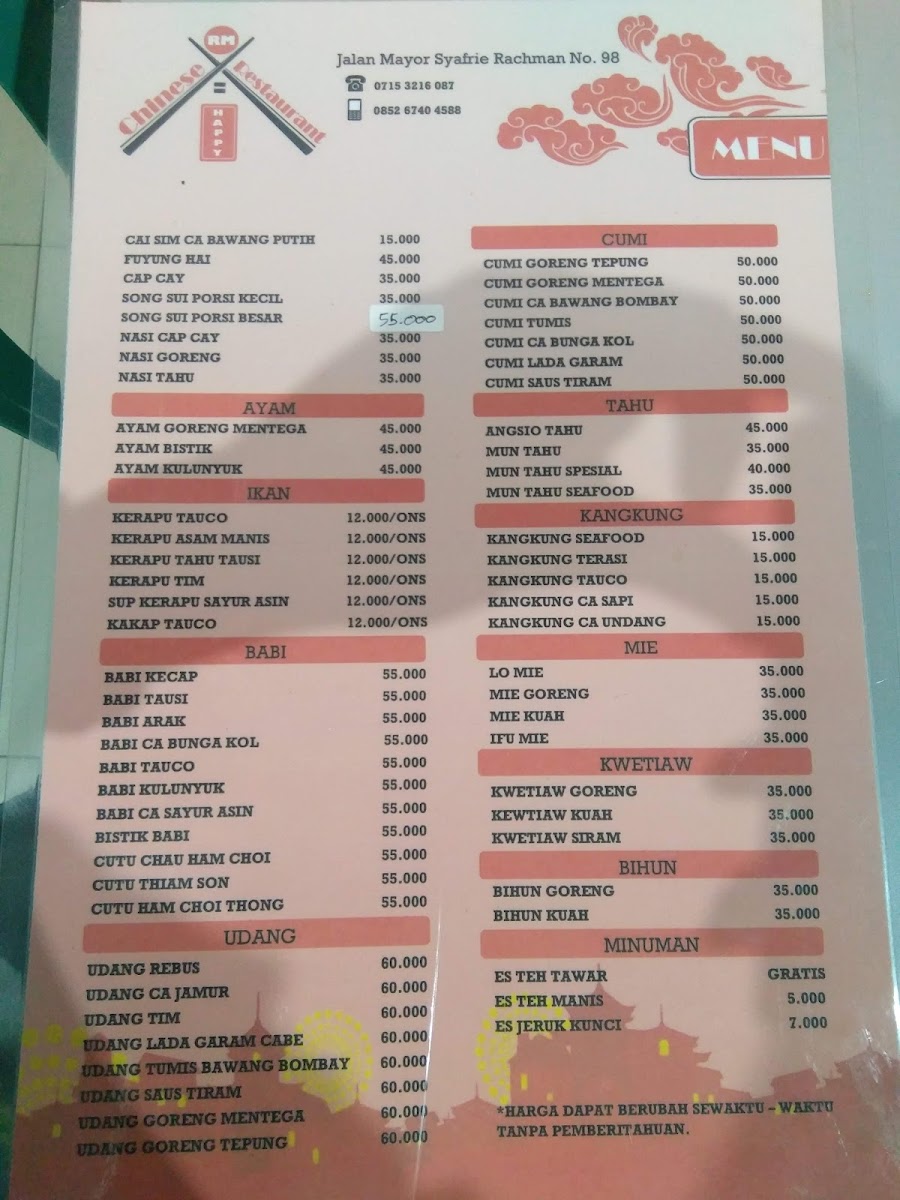 RM
Chinese Restaurant
=
HAPPY
Jalan Mayor Syafrie Rachman No. 98
0715 3216 087
0852 6740 4588
MENU
CAI SIM CA BAWANG PUTIH 15.000
FUYUNG HAI 45.000
CAP CAY 35.000
SONG SUI PORSI KECIL 35.000
SONG SUI PORSI BESAR 55.000
NASI CAP CAY 35.000
NASI GORENG 35.000
NASI TAHU 35.000
AYAM
AYAM GORENG MENTEGA 45.000
AYAM BISTIK 45.000
AYAM KULUNYUK 45.000
IKAN
KERAPU TAUCO 12.000/ONS
KERAPU ASAM MANIS 12.000/ONS
KERAPU TAHU TAUSI 12.000/ONS
KERAPU TIM 12.000/ONS
SUP KERAPU SAYUR ASIN 12.000/ONS
KAKAP TAUCO 12.000/ONS
BABI
BABI KECAP 55.000
BABI TAUSI 55.000
BABI ARAK 55.000
BABI CA BUNGA KOL 55.000
BABI TAUCO 55.000
BABI KULUNYUK 55.000
BABI CA SAYUR ASIN 55.000
BISTIK BABI 55.000
CUTU CHAU HAM CHOI 55.000
CUTU THIAM SON 55.000
CUTU HAM CHOI THONG 55.000
UDANG
UDANG REBUS 60.000
UDANG CA JAMUR 60.000
UDANG TIM 60.000
UDANG LADA GARAM CABE 60.000
UDANG TUMIS BAWANG BOMBAY 60.000
UDANG SAUS TIRAM 60.000
UDANG GORENG MENTEGA 60.000
UDANG GORENG TEPUNG 60.000
CUMI
CUMI GORENG TEPUNG 50.000
CUMI GORENG MENTEGA 50.000
CUMI CA BAWANG BOMBAY 50.000
CUMI TUMIS 50.000
CUMI CA BUNGA KOL 50.000
CUMI LADA GARAM 50.000
CUMI SAUS TIRAM 50.000
TAHU
ANGSIO TAHU 45.000
MUN TAHU 35.000
MUN TAHU SPESIAL 40.000
MUN TAHU SEAFOOD 35.000
KANGKUNG
KANGKUNG SEAFOOD 15.000
KANGKUNG TERASI 15.000
KANGKUNG TAUCO 15.000
KANGKUNG CA SAPI 15.000
KANGKUNG CA UNDANG 15.000
MIE
LO MIE 35.000
MIE GORENG 35.000
MIE KUAH 35.000
IFU MIE 35.000
KWETIAW
KWETIAW GORENG 35.000
KEWTIAW KUAH 35.000
KWETIAW SIRAM 35.000
BIHUN
BIHUN GORENG 35.000
BIHUN KUAH 35.000
MINUMAN
ES TEH TAWAR GRATIS
ES TEH MANIS 5.000
ES JERUK KUNCI 7.000
*HARGA DAPAT BERUBAH SEWAKTU – WAKTU
TANPA PEMBERITAHUAN.